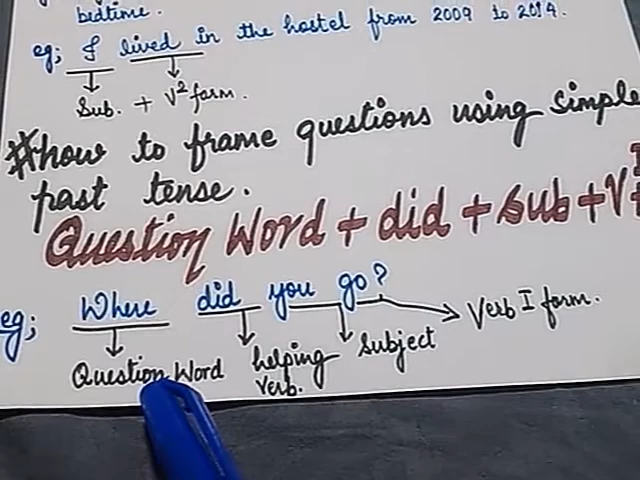 bedtime.
eg; I lived in the hostel from 2009 to 2014.
Sub. + V² form.
#how to frame questions using simple
past tense.
Question Word + did + sub + V
eg; Where did you go?
Question Word helping verb. Subject Verb I form.